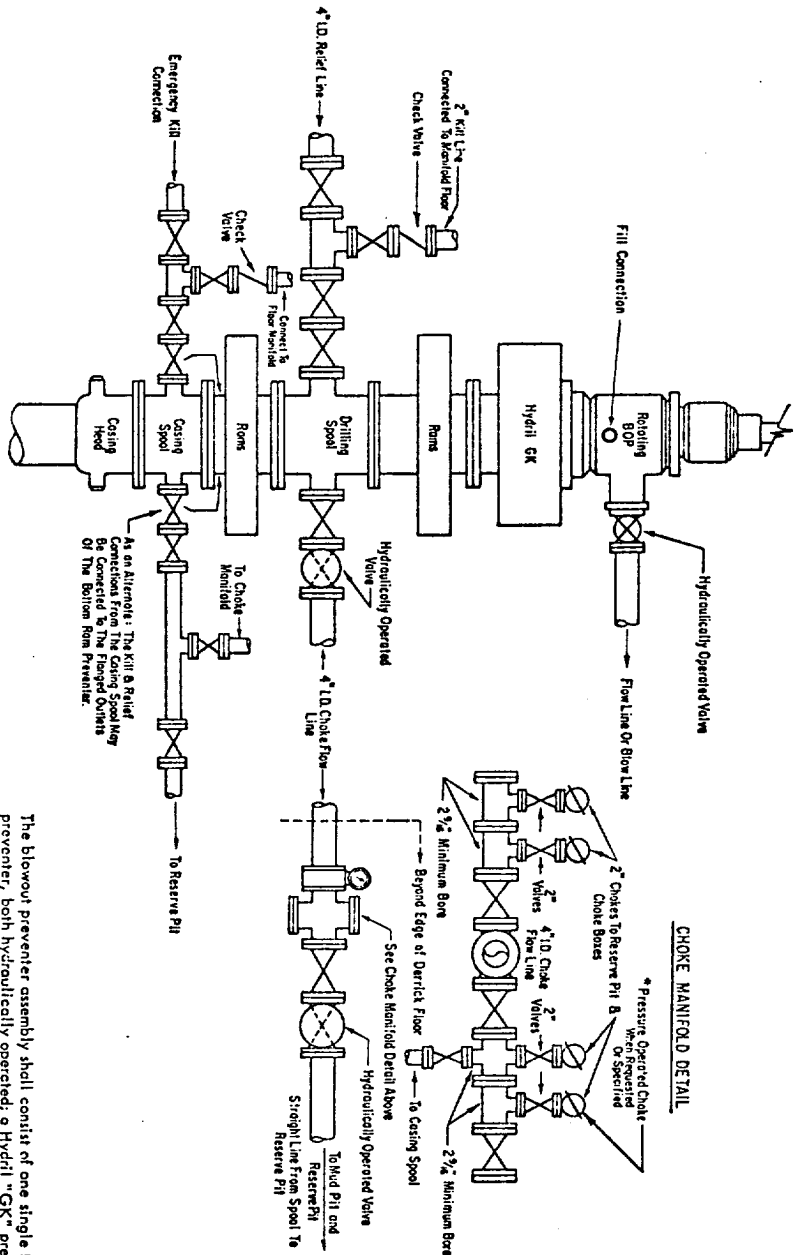 4" I.D. Relief Line
2" Kill Line
Connected To Manifold Floor
Check Valve
Emergency Kill
Connection
Check
Valve
Connect To
Floor Manifold
Fill Connection
Rotating
BOP
Hydril GK
Rams
Drilling
Spool
Rams
Casing
Spool
Casing
Head
Hydraulically Operated Valve
Flow Line Or Blow Line
Hydraulically Operated
Valve
4" I.D. Choke Flow
Line
To Choke
Manifold
As an Alternate: The Kill & Relief
Connections From The Casing Spool May
Be Connected To The Flanged Outlets
Of The Bottom Ram Preventer.
To Reserve Pit
CHOKE MANIFOLD DETAIL
*Pressure Operated Choke
When Requested
Or Specified
2" Chokes To Reserve Pit &
Choke Boxes
2"
Valves
4" I.D. Choke
Flow Line
2"
Valves
2 9/16" Minimum Bore
2 9/16" Minimum Bore
To Casing Spool
Beyond Edge of Derrick Floor
See Choke Manifold Detail Above
Hydraulically Operated Valve
To Mud Pit and
Reserve Pit
Straight Line From Spool To
Reserve Pit
The blowout preventer assembly shall consist of one single
preventer, both hydraulically operated; a Hydril "GK" pre